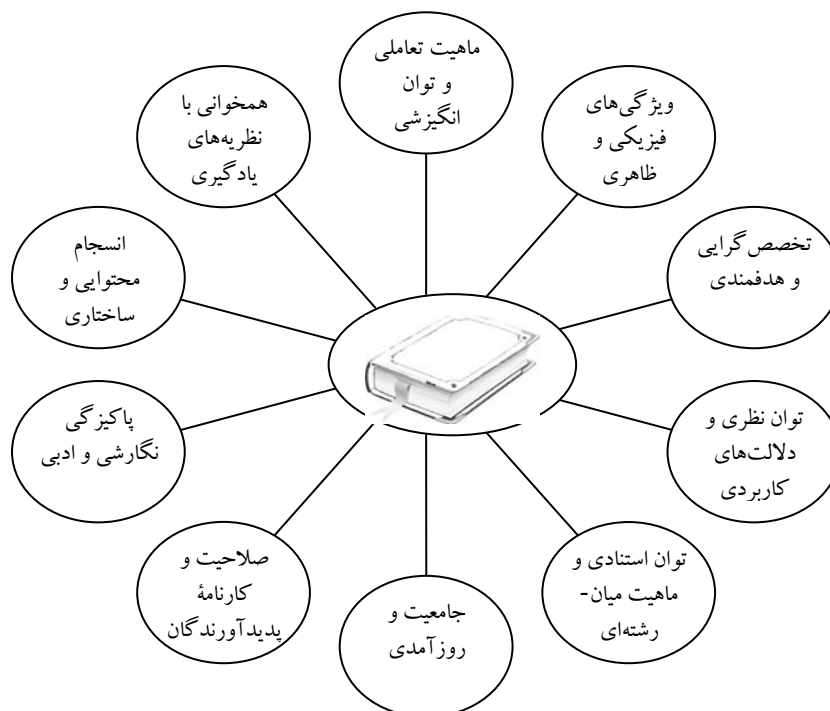 ماهیت تعاملی
و توان
انگیزشی
ویژگی‌های
فیزیکی و
ظاهری
تخصص‌گرایی
و هدفمندی
توان نظری و
دلالت‌های
کاربردی
توان استنادی و
ماهیت میان-
رشته‌ای
جامعیت و
روزآمدی
صلاحیت و
کارنامهٔ
پدیدآورندگان
پاکیزگی
نگارشی و ادبی
انسجام
محتوایی و
ساختاری
همخوانی با
نظریه‌های
یادگیری